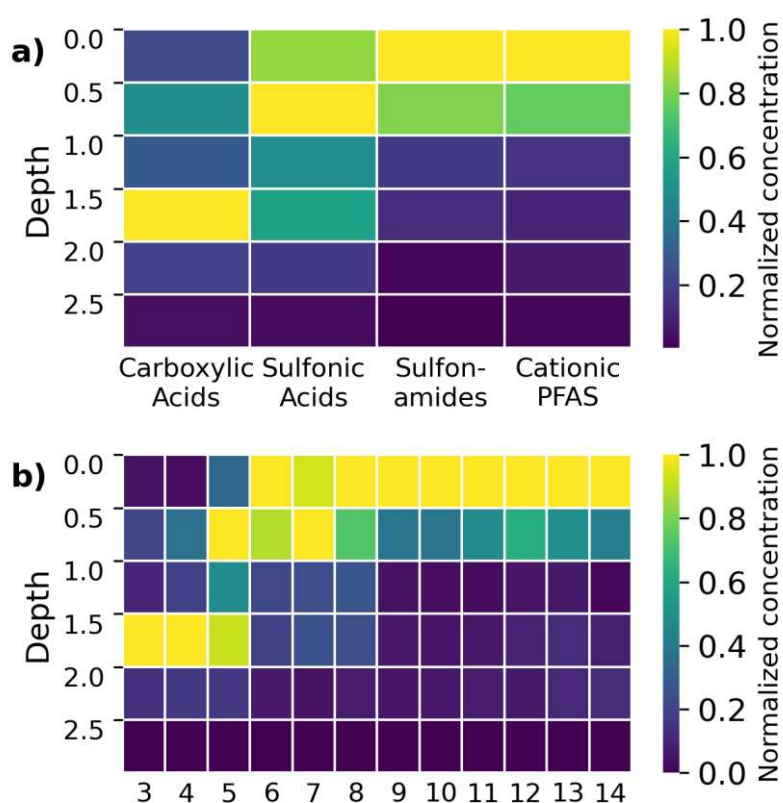 a)
Depth
0.0
0.5
1.0
1.5
2.0
2.5
Carboxylic Acids
Sulfonic Acids
Sulfon-
amides
Cationic PFAS
1.0
0.8
0.6
0.4
0.2
Normalized concentration
b)
Depth
0.0
0.5
1.0
1.5
2.0
2.5
3 4 5 6 7 8 9 10 11 12 13 14
1.0
0.8
0.6
0.4
0.2
0.0
Normalized concentration